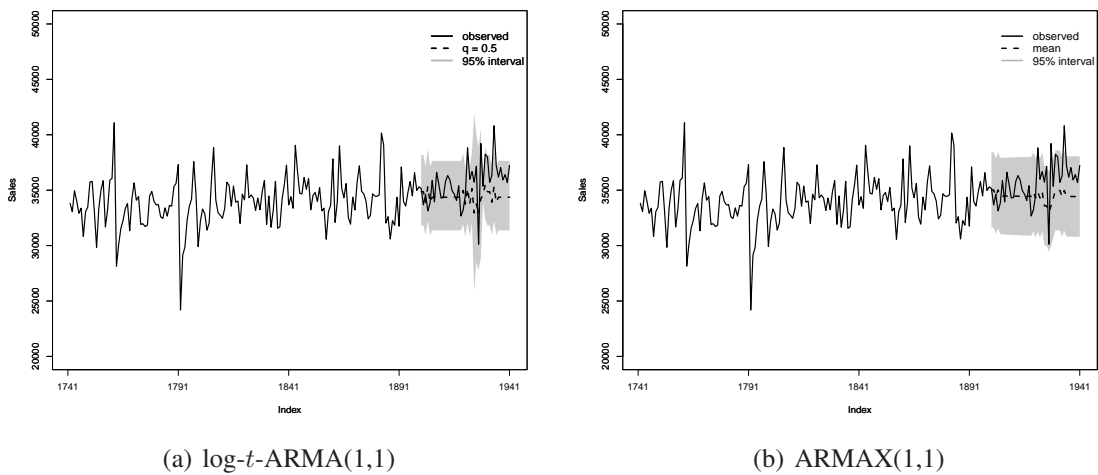 50000
45000
40000
35000
30000
25000
20000
Sales
1741 1791 1841 1891 1941
Index
observed
q = 0.5
95% interval
(a) log-t-ARMA(1,1)
50000
45000
40000
35000
30000
25000
20000
Sales
1741 1791 1841 1891 1941
Index
observed
mean
95% interval
(b) ARMAX(1,1)